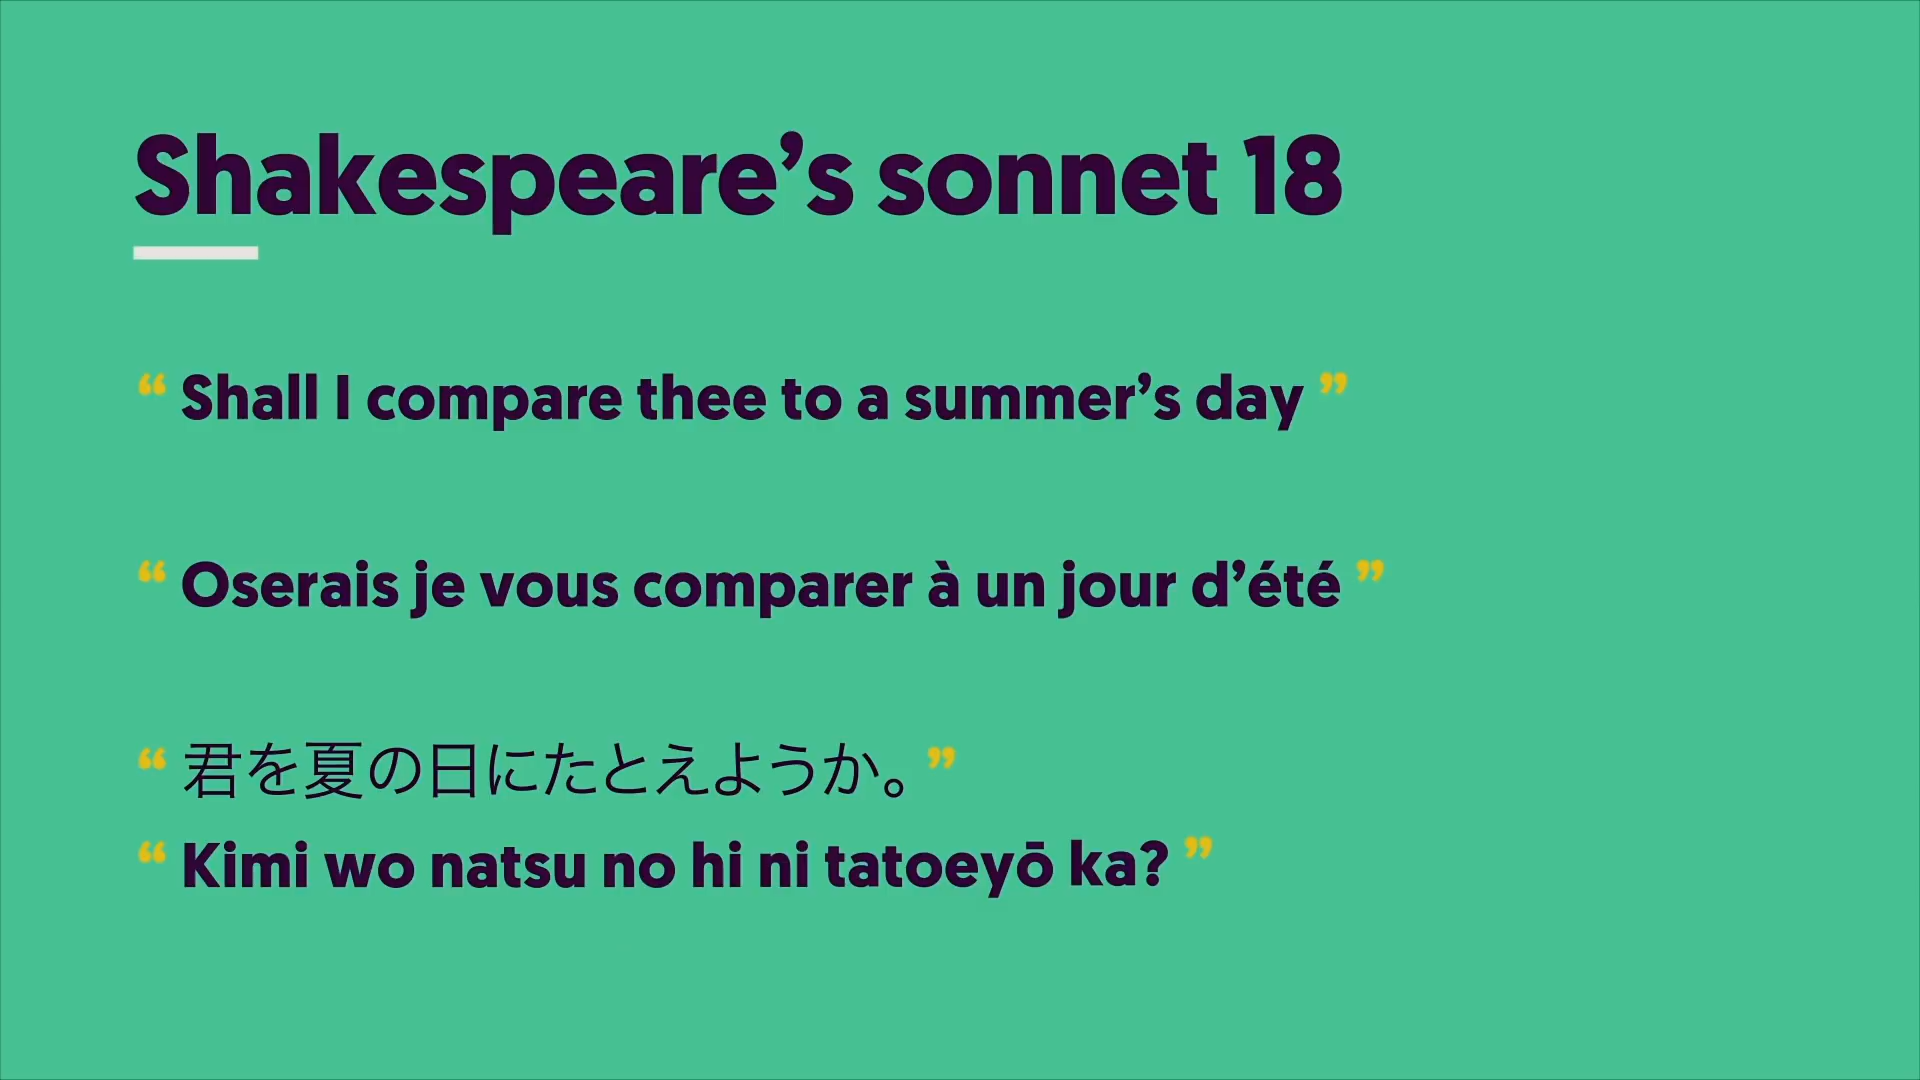 Shakespeare’s sonnet 18
“ Shall I compare thee to a summer’s day ”
“ Oserais je vous comparer à un jour d’été ”
“ 君を夏の日にたとえようか。 ”
“ Kimi wo natsu no hi ni tatoeyō ka? ”